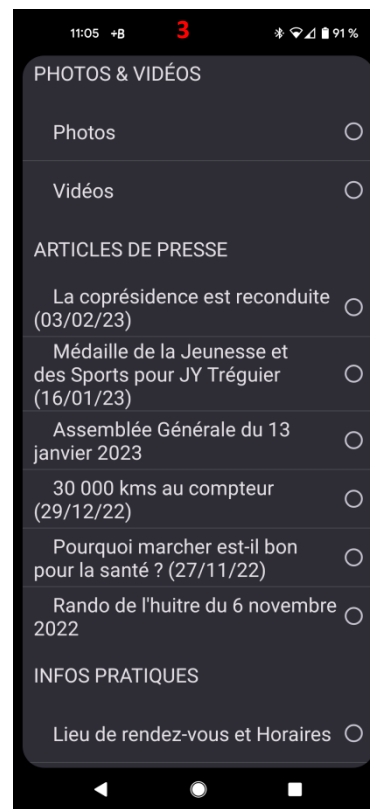 11:05 +B 3 91 %
PHOTOS & VIDÉOS
Photos
Vidéos
ARTICLES DE PRESSE
La coprésidence est reconduite
(03/02/23)
Médaille de la Jeunesse et
des Sports pour JY Tréguier
(16/01/23)
Assemblée Générale du 13
janvier 2023
30 000 kms au compteur
(29/12/22)
Pourquoi marcher est-il bon
pour la santé ? (27/11/22)
Rando de l'huitre du 6 novembre
2022
INFOS PRATIQUES
Lieu de rendez-vous et Horaires